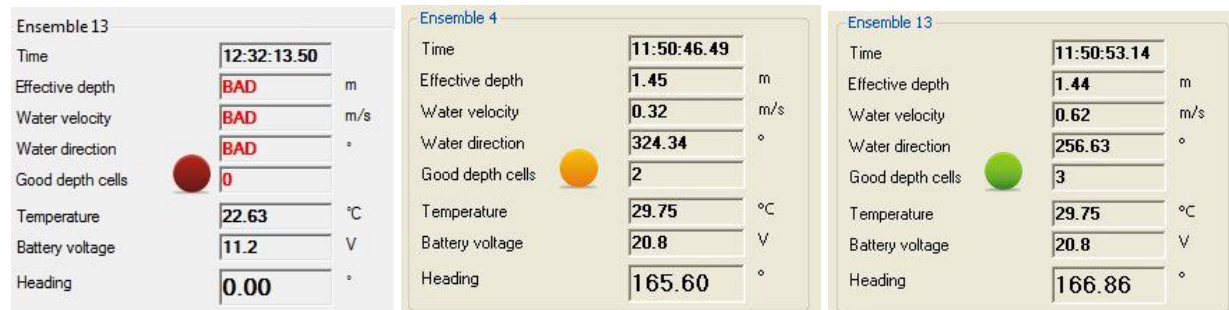 Ensemble 13
Time 12:32:13.50
Effective depth BAD m
Water velocity BAD m/s
Water direction BAD °
Good depth cells 0
Temperature 22.63 °C
Battery voltage 11.2 V
Heading 0.00 °
Ensemble 4
Time 11:50:46.49
Effective depth 1.45 m
Water velocity 0.32 m/s
Water direction 324.34 °
Good depth cells 2
Temperature 29.75 °C
Battery voltage 20.8 V
Heading 165.60 °
Ensemble 13
Time 11:50:53.14
Effective depth 1.44 m
Water velocity 0.62 m/s
Water direction 256.63 °
Good depth cells 3
Temperature 29.75 °C
Battery voltage 20.8 V
Heading 166.86 °